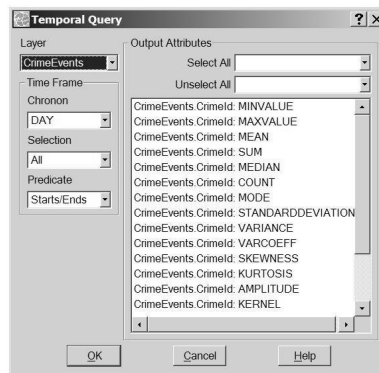 Temporal Query
Layer
CrimeEvents
Time Frame
Chronon
DAY
Selection
All
Predicate
Starts/Ends
Output Attributes
Select All
Unselect All
CrimeEvents.CrimeId: MINVALUE
CrimeEvents.CrimeId: MAXVALUE
CrimeEvents.CrimeId: MEAN
CrimeEvents.CrimeId: SUM
CrimeEvents.CrimeId: MEDIAN
CrimeEvents.CrimeId: COUNT
CrimeEvents.CrimeId: MODE
CrimeEvents.CrimeId: STANDARDDEVIATION
CrimeEvents.CrimeId: VARIANCE
CrimeEvents.CrimeId: VARCOEFF
CrimeEvents.CrimeId: SKEWNESS
CrimeEvents.CrimeId: KURTOSIS
CrimeEvents.CrimeId: AMPLITUDE
CrimeEvents.CrimeId: KERNEL
OK
Cancel
Help